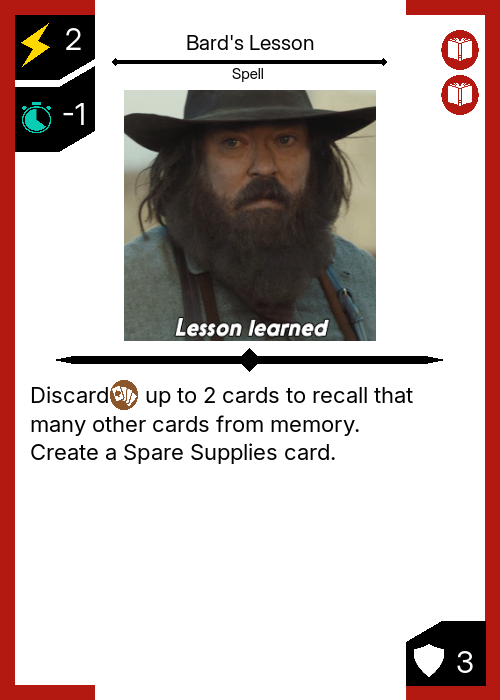 2
Bard's Lesson
Spell
-1
Lesson learned
Discard up to 2 cards to recall that
many other cards from memory.
Create a Spare Supplies card.
3